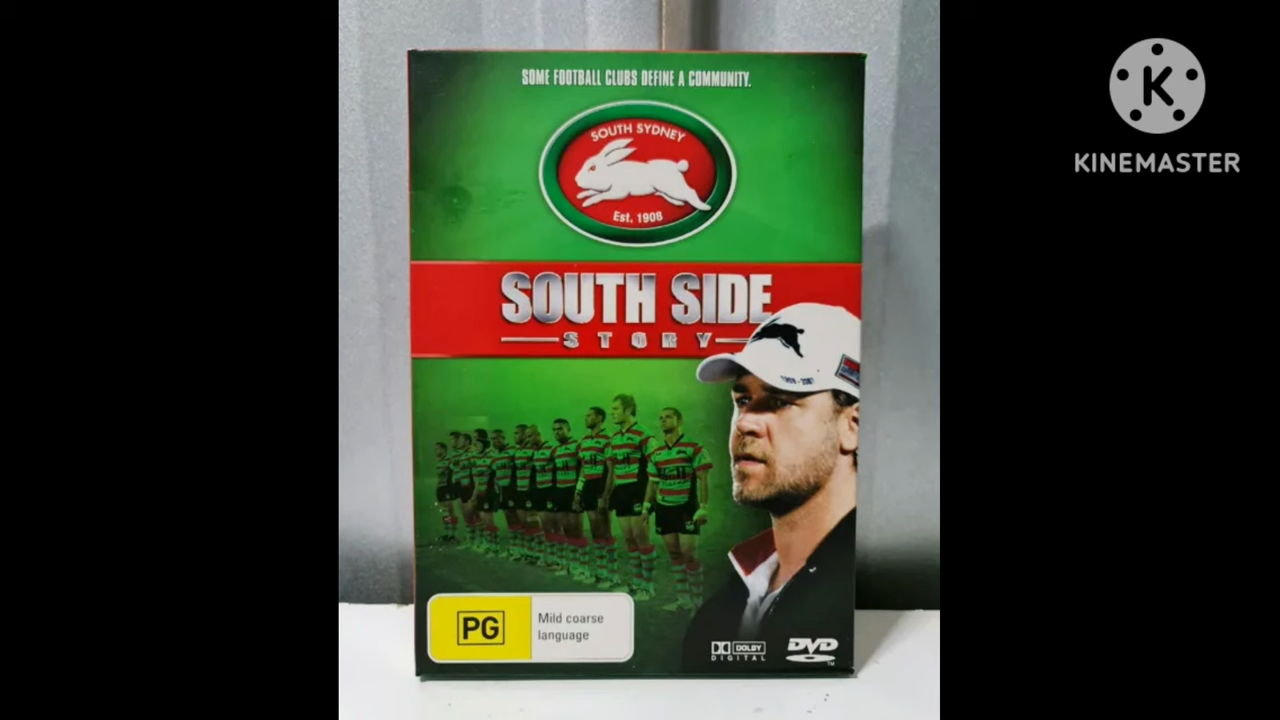 SOME FOOTBALL CLUBS DEFINE A COMMUNITY.
SOUTH SYDNEY
Est. 1908
SOUTH SIDE
STORY
PG
Mild coarse
language
DOLBY
DIGITAL
DVD
TM
K
KINEMASTER